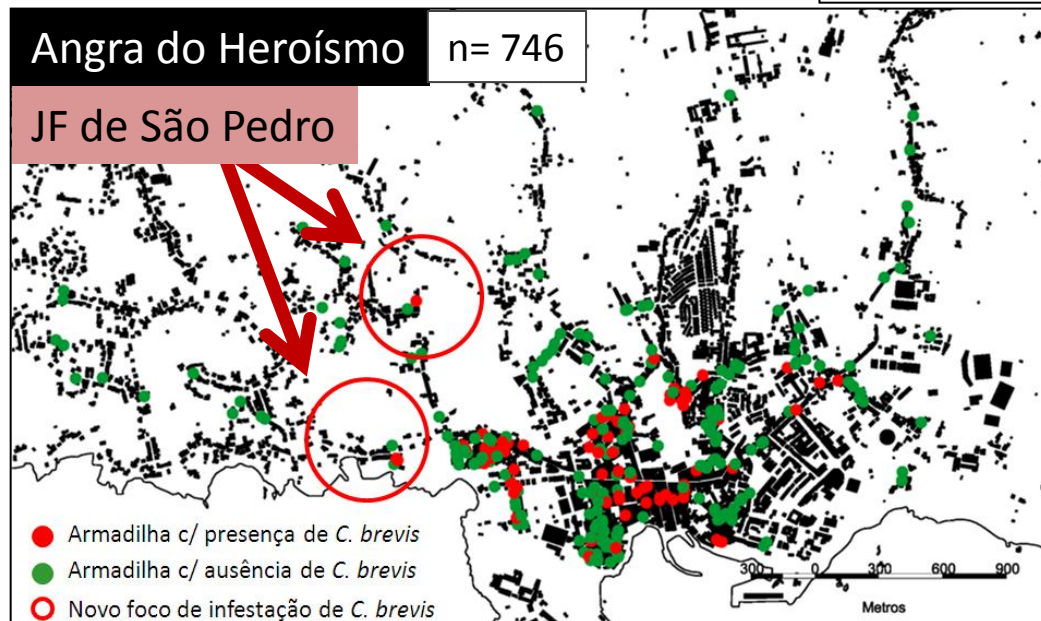 Angra do Heroísmo
n= 746
JF de São Pedro
Armadilha c/ presença de C. brevis
Armadilha c/ ausência de C. brevis
Novo foco de infestação de C. brevis
300 0 300 600 900
Metros